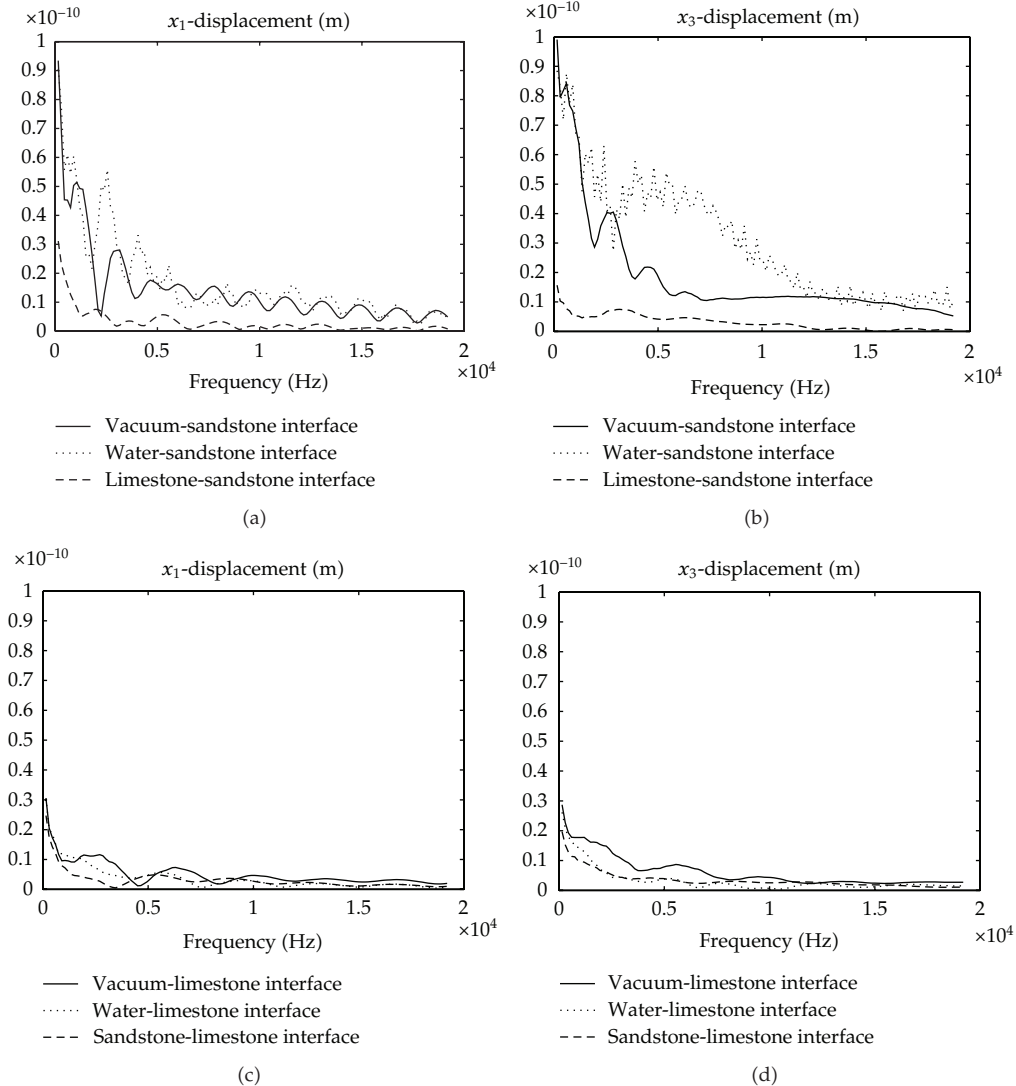 ×10⁻¹⁰
x₁-displacement (m)
1
0.9
0.8
0.7
0.6
0.5
0.4
0.3
0.2
0.1
0
0 0.5 1 1.5 2
×10⁴
Frequency (Hz)
Vacuum-sandstone interface
Water-sandstone interface
Limestone-sandstone interface
(a)
×10⁻¹⁰
x₃-displacement (m)
1
0.9
0.8
0.7
0.6
0.5
0.4
0.3
0.2
0.1
0
0 0.5 1 1.5 2
×10⁴
Frequency (Hz)
Vacuum-sandstone interface
Water-sandstone interface
Limestone-sandstone interface
(b)
×10⁻¹⁰
x₁-displacement (m)
1
0.9
0.8
0.7
0.6
0.5
0.4
0.3
0.2
0.1
0
0 0.5 1 1.5 2
×10⁴
Frequency (Hz)
Vacuum-limestone interface
Water-limestone interface
Sandstone-limestone interface
(c)
×10⁻¹⁰
x₃-displacement (m)
1
0.9
0.8
0.7
0.6
0.5
0.4
0.3
0.2
0.1
0
0 0.5 1 1.5 2
×10⁴
Frequency (Hz)
Vacuum-limestone interface
Water-limestone interface
Sandstone-limestone interface
(d)